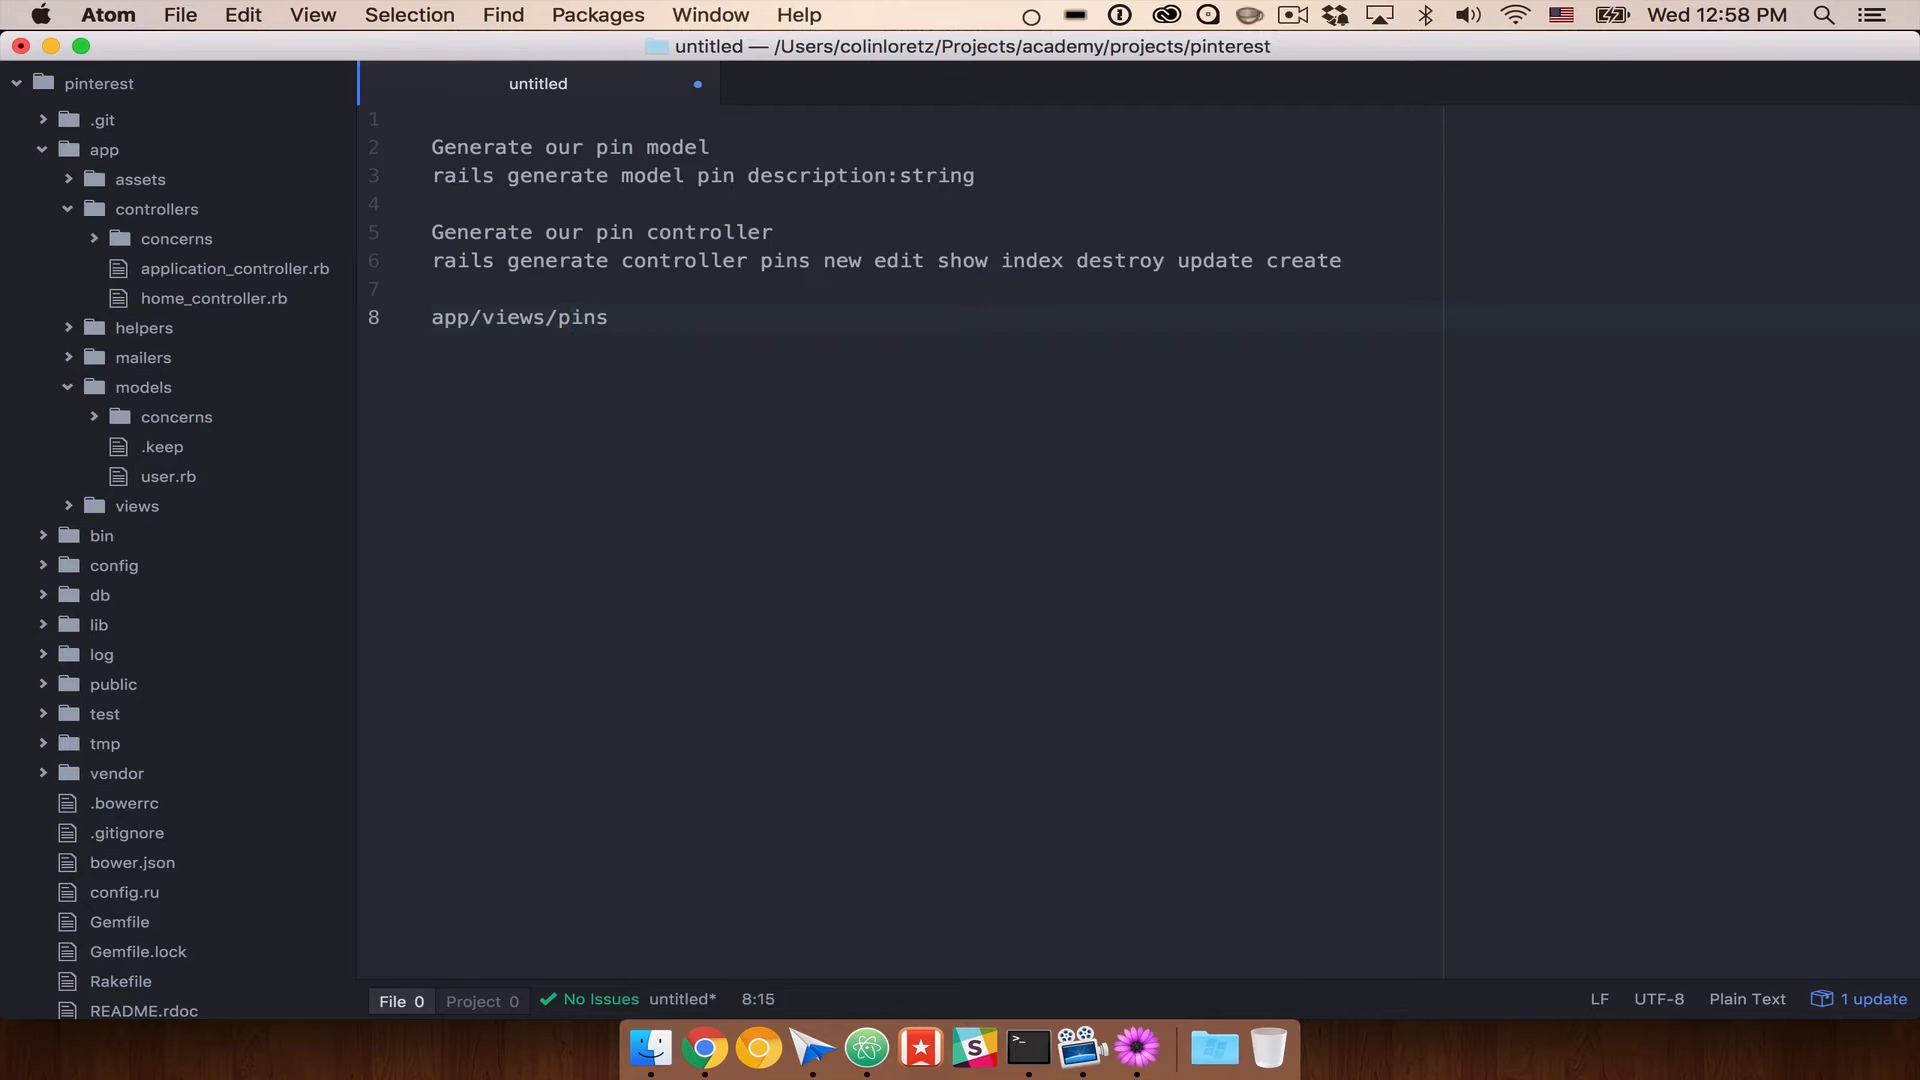 Atom File Edit View Selection Find Packages Window Help Wed 12:58 PM
untitled — /Users/colinloretz/Projects/academy/projects/pinterest
pinterest
.git
app
assets
controllers
concerns
application_controller.rb
home_controller.rb
helpers
mailers
models
concerns
.keep
user.rb
views
bin
config
db
lib
log
public
test
tmp
vendor
.bowerrc
.gitignore
bower.json
config.ru
Gemfile
Gemfile.lock
Rakefile
README.rdoc
untitled
1
2 Generate our pin model
3 rails generate model pin description:string
4
5 Generate our pin controller
6 rails generate controller pins new edit show index destroy update create
7
8 app/views/pins
File 0 Project 0 No Issues untitled* 8:15 LF UTF-8 Plain Text 1 update